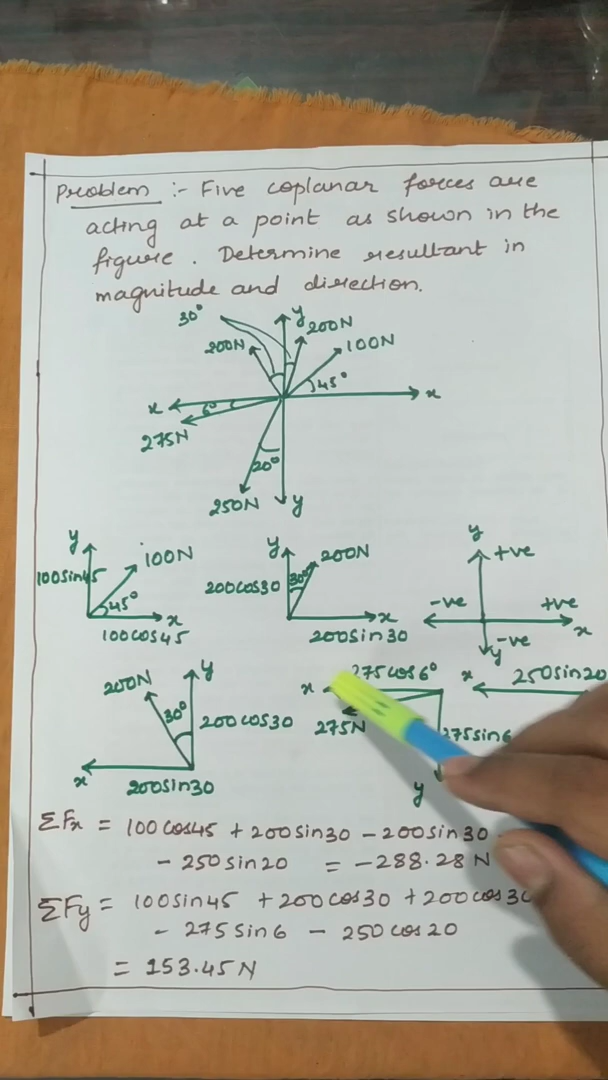 Problem :- Five coplanar forces are
acting at a point as shown in the
figure. Determine resultant in
magnitude and direction.
30° y 200N
200N 100N
45°
x 6° x
275N
20°
250N y
y 100N
100sin45
45° x
100cos45
y 200N
200cos30 30°
x
200sin30
y
+ve
-ve +ve
x
-ve
y
200N y
30° 200cos30
x
200sin30
x 275cos6°
275N
y
x 250sin20
ΣFx = 100cos45 + 200sin30 - 200sin30
- 250sin20 = -288.28N
ΣFy = 100sin45 + 200cos30 + 200cos30
- 275sin6 - 250cos20
= 153.45N